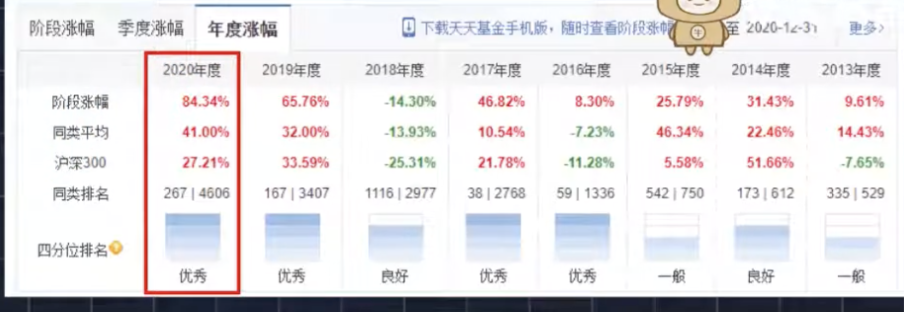 阶段涨幅 季度涨幅 年度涨幅 下载天天基金手机版，随时查看阶段涨幅 至 2020-12-31 更多>
2020年度 2019年度 2018年度 2017年度 2016年度 2015年度 2014年度 2013年度
阶段涨幅 84.34% 65.76% -14.30% 46.82% 8.30% 25.79% 31.43% 9.61%
同类平均 41.00% 32.00% -13.93% 10.54% -7.23% 46.34% 22.46% 14.43%
沪深300 27.21% 33.59% -25.31% 21.78% -11.28% 5.58% 51.66% -7.65%
同类排名 267 | 4606 167 | 3407 1116 | 2977 38 | 2768 59 | 1336 542 | 750 173 | 612 335 | 529
四分位排名 ?
优秀 优秀 良好 优秀 优秀 一般 良好 一般